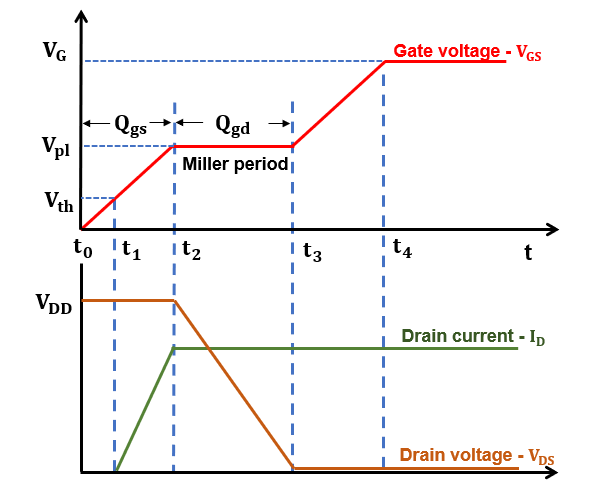 V_G
Gate voltage - V_GS
Q_gs
Q_gd
V_pl
Miller period
V_th
t_0
t_1
t_2
t_3
t_4
t
V_DD
Drain current - I_D
Drain voltage - V_DS